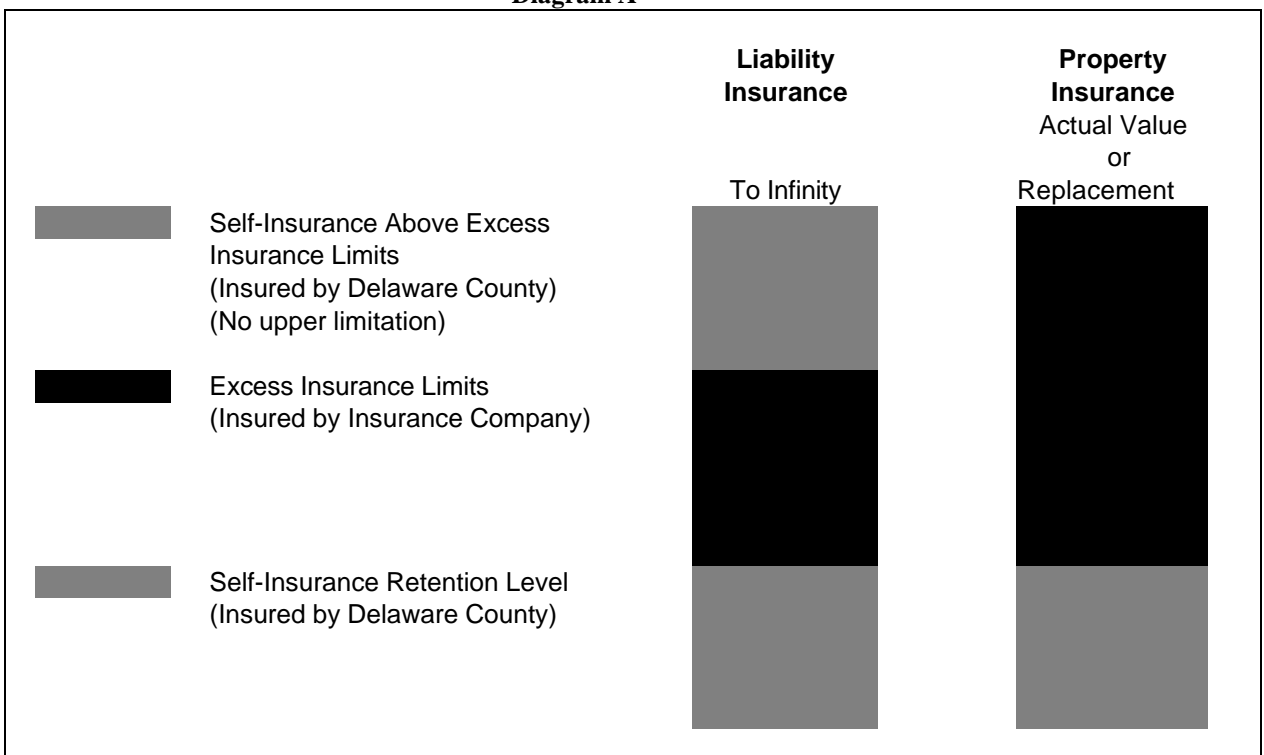 Diagram A
Liability
Insurance
To Infinity
Property
Insurance
Actual Value
or
Replacement
Self-Insurance Above Excess
Insurance Limits
(Insured by Delaware County)
(No upper limitation)
Excess Insurance Limits
(Insured by Insurance Company)
Self-Insurance Retention Level
(Insured by Delaware County)